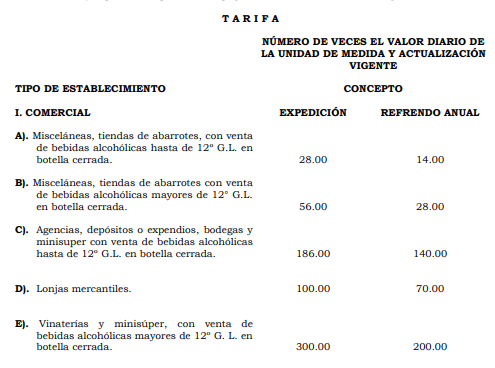 T A R I F A
NÚMERO DE VECES EL VALOR DIARIO DE
LA UNIDAD DE MEDIDA Y ACTUALIZACIÓN
VIGENTE
TIPO DE ESTABLECIMIENTO CONCEPTO
I. COMERCIAL EXPEDICIÓN REFRENDO ANUAL
A). Misceláneas, tiendas de abarrotes, con venta
de bebidas alcohólicas hasta de 12º G.L. en
botella cerrada. 28.00 14.00
B). Misceláneas, tiendas de abarrotes con venta
de bebidas alcohólicas mayores de 12° G.L.
en botella cerrada. 56.00 28.00
C). Agencias, depósitos o expendios, bodegas y
minisuper con venta de bebidas alcohólicas
hasta de 12º G.L. en botella cerrada. 186.00 140.00
D). Lonjas mercantiles. 100.00 70.00
E). Vinaterías y minisúper, con venta de
bebidas alcohólicas mayores de 12º G. L. en
botella cerrada. 300.00 200.00